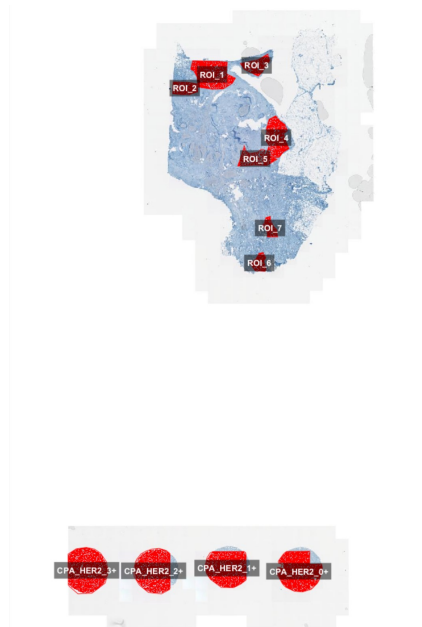 ROI_3
ROI_1
ROI_2
ROI_4
ROI_5
ROI_7
ROI_6
CPA_HER2_3+ CPA_HER2_2+ CPA_HER2_1+ CPA_HER2_0+